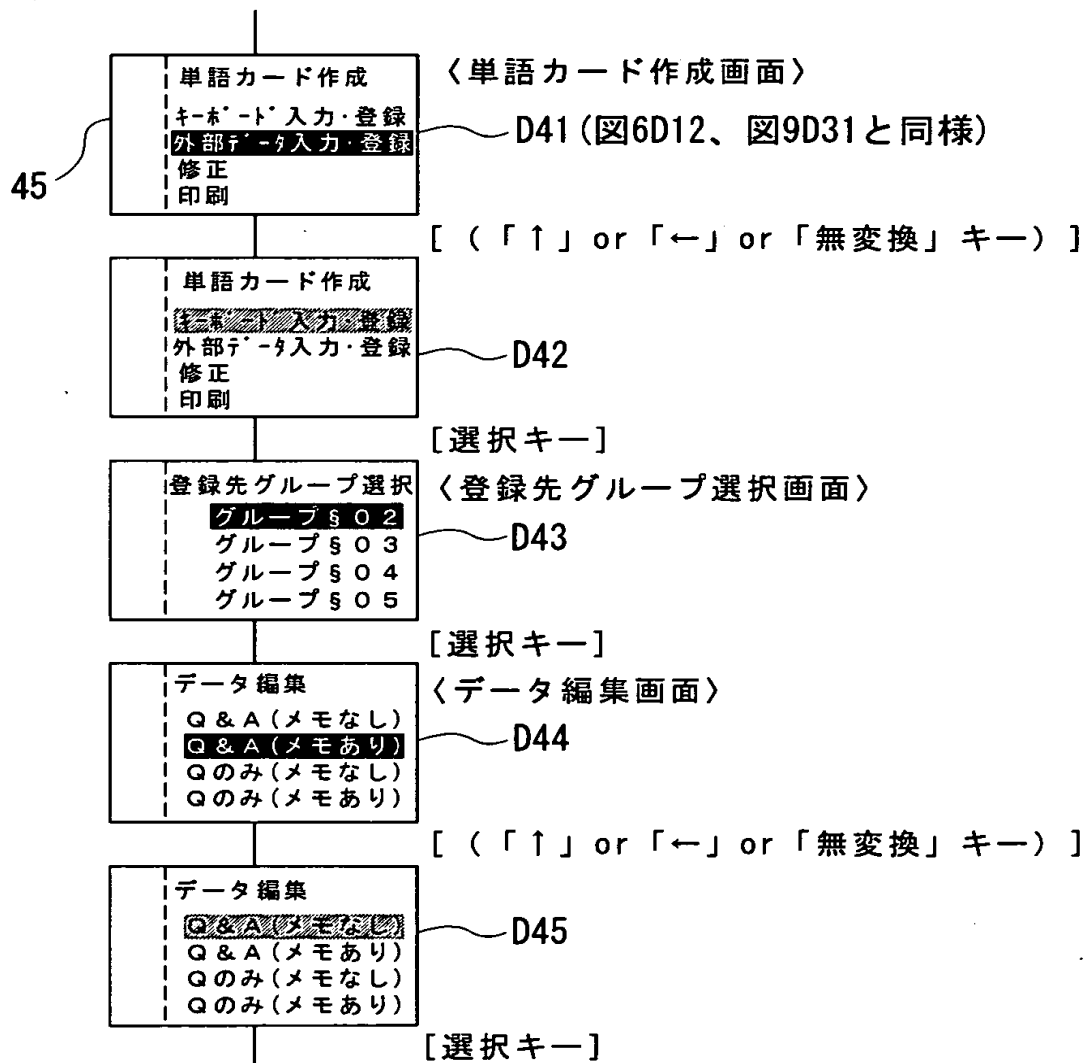 単語カード作成
キーボード入力・登録
外部データ入力・登録
修正
印刷
〈単語カード作成画面〉
D41(図6D12、図9D31と同様)
45
[(「↑」or「←」or「無変換」キー)]
単語カード作成
キーボード入力・登録
外部データ入力・登録
修正
印刷
D42
[選択キー]
登録先グループ選択
グループ§02
グループ§03
グループ§04
グループ§05
〈登録先グループ選択画面〉
D43
[選択キー]
データ編集
Q&A(メモなし)
Q&A(メモあり)
Qのみ(メモなし)
Qのみ(メモあり)
〈データ編集画面〉
D44
[(「↑」or「←」or「無変換」キー)]
データ編集
Q&A(メモなし)
Q&A(メモあり)
Qのみ(メモなし)
Qのみ(メモあり)
D45
[選択キー]